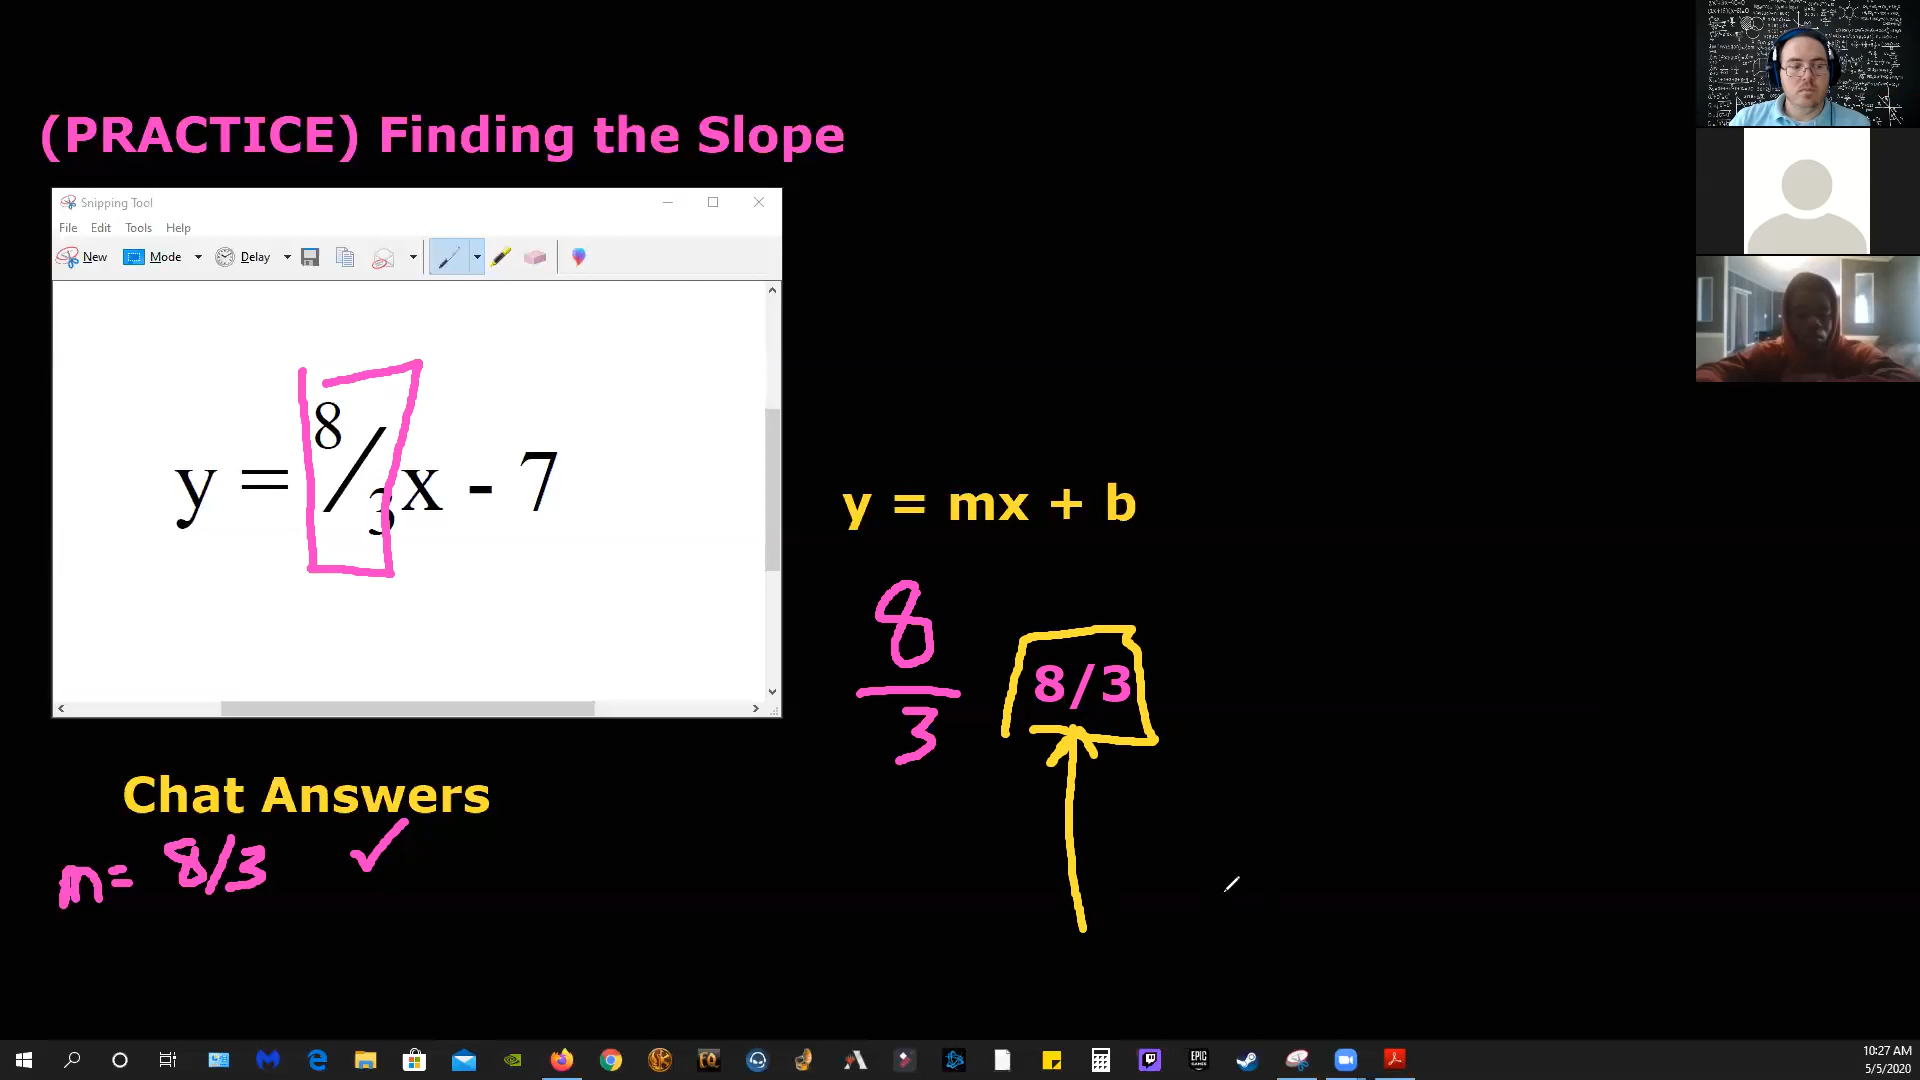 (PRACTICE) Finding the Slope
Snipping Tool
File Edit Tools Help
New Mode Delay
y = 8/3x - 7
y = mx + b
8
3
8/3
Chat Answers
m= 8/3
10:27 AM
5/5/2020